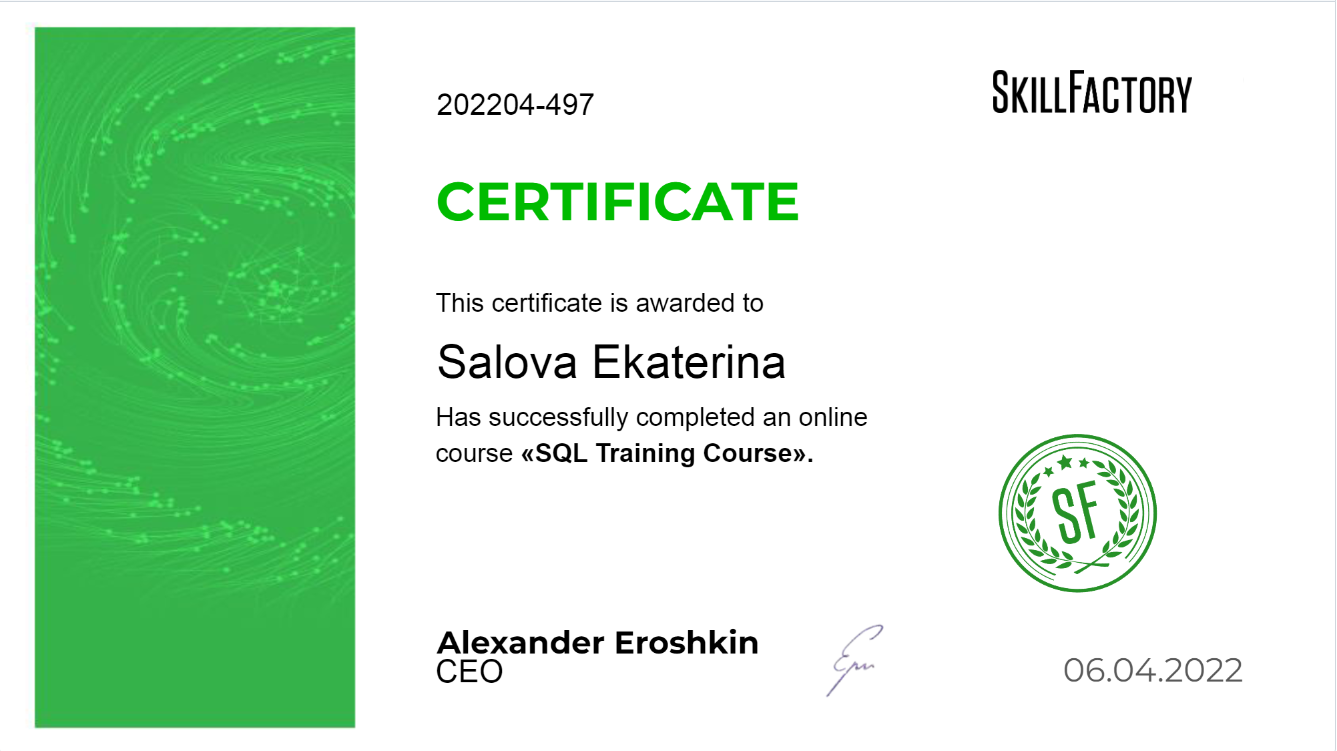 202204-497
SKILLFACTORY
CERTIFICATE
This certificate is awarded to
Salova Ekaterina
Has successfully completed an online
course «SQL Training Course».
SF
Alexander Eroshkin
CEO
06.04.2022